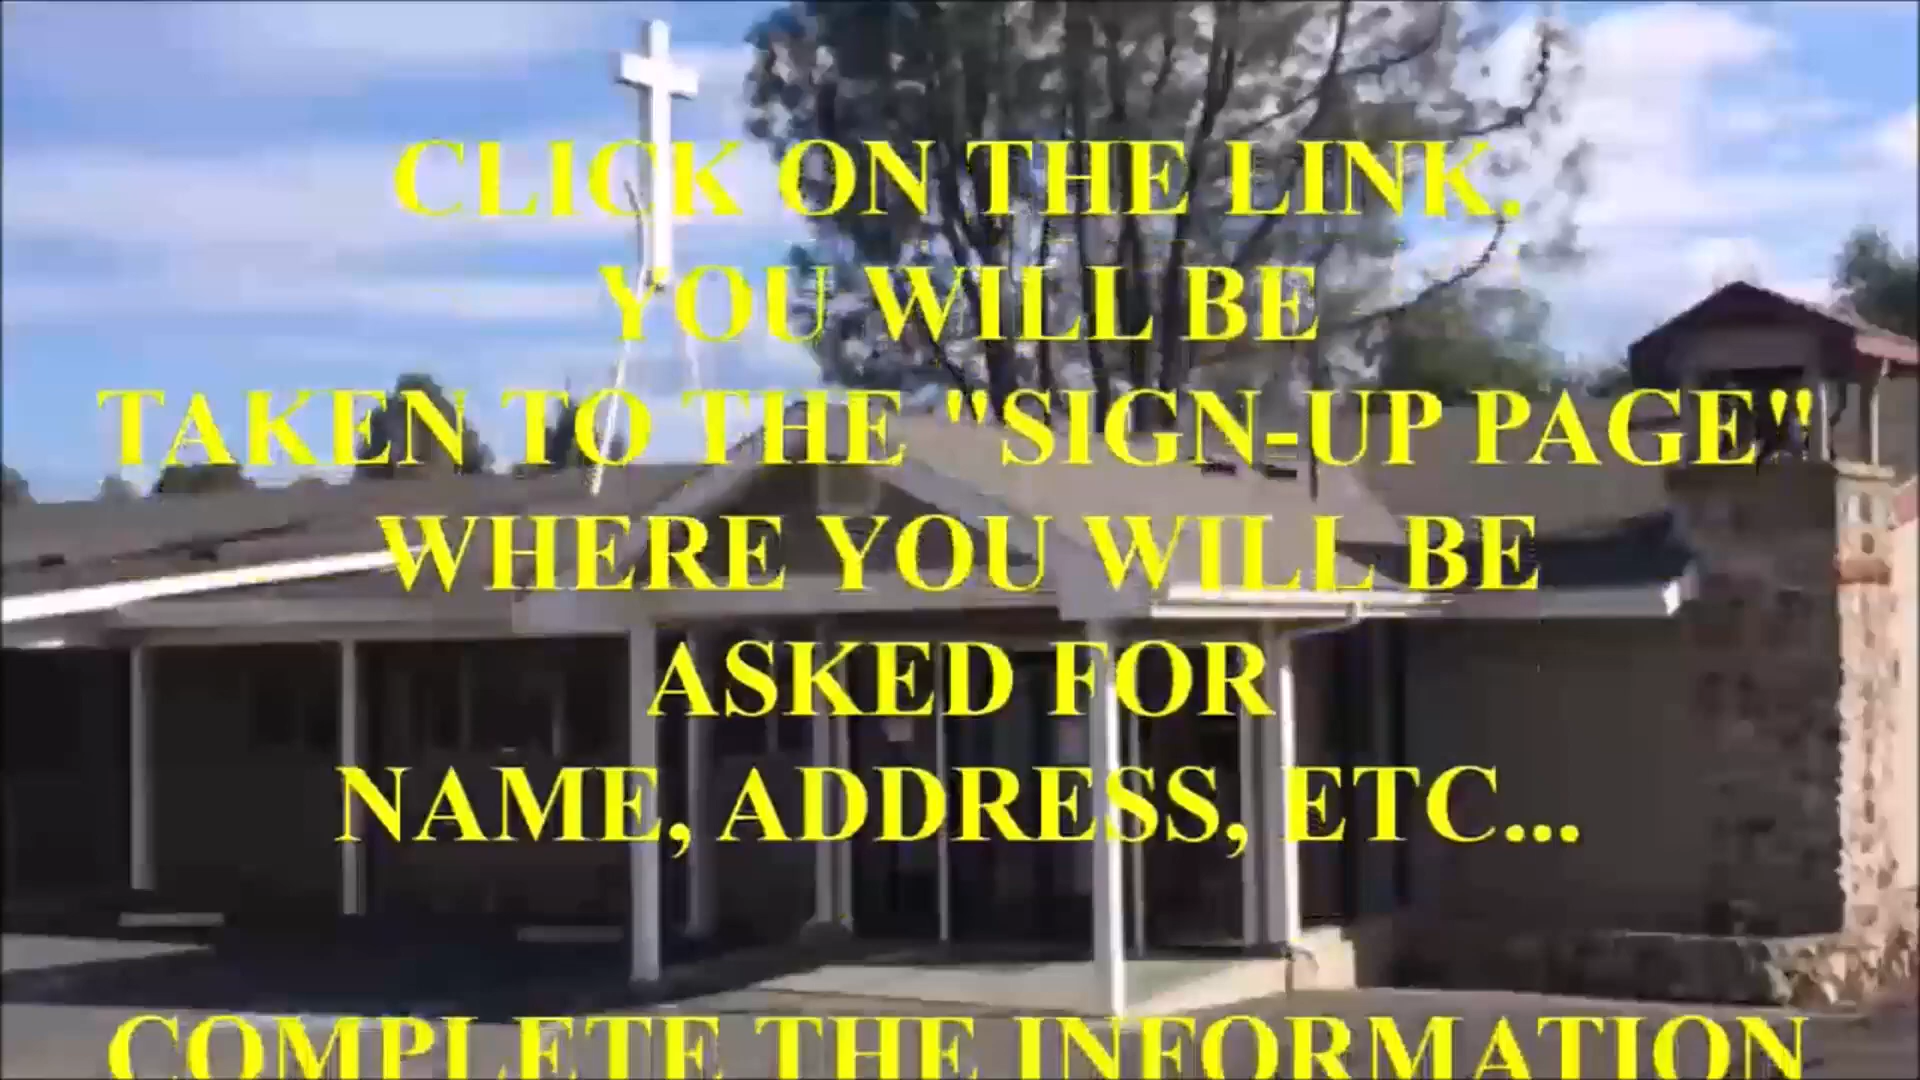 CLICK ON THE LINK.
YOU WILL BE
TAKEN TO THE "SIGN-UP PAGE"
WHERE YOU WILL BE
ASKED FOR
NAME, ADDRESS, ETC...
COMPLETE THE INFORMATION